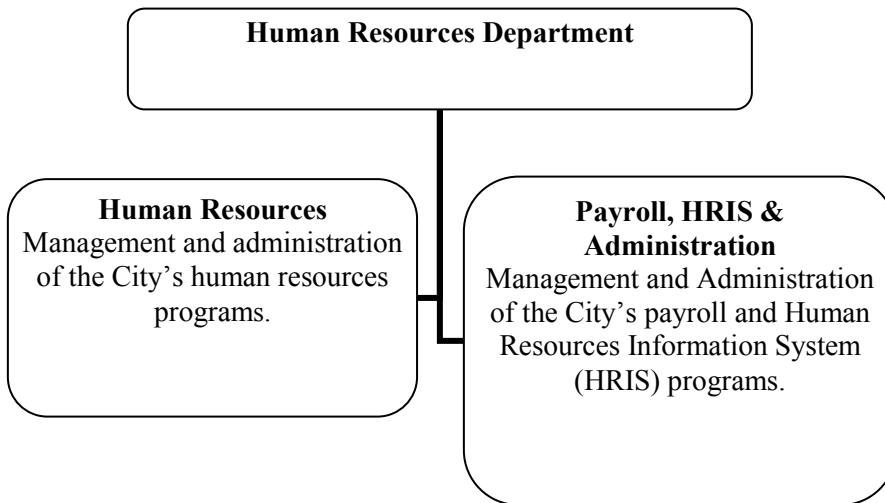 Human Resources Department
Human Resources
Management and administration
of the City’s human resources
programs.
Payroll, HRIS &
Administration
Management and Administration
of the City’s payroll and Human
Resources Information System
(HRIS) programs.